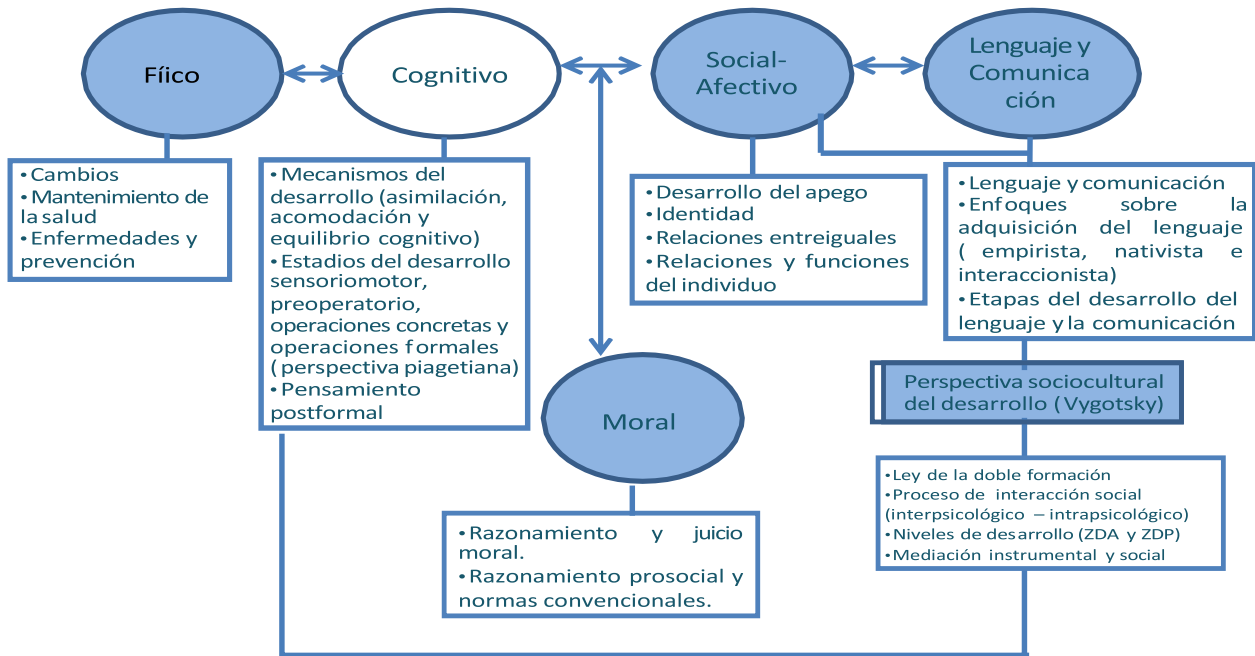 Fíico
Cognitivo
Social-
Afectivo
Lenguaje y
Comunica
ción
•Cambios
•Mantenimiento de
la salud
•Enfermedades y
prevención
•Mecanismos del
desarrollo (asimilación,
acomodación y
equilibrio cognitivo)
•Estadios del desarrollo
sensoriomotor,
preoperatorio,
operaciones concretas y
operaciones formales
(perspectiva piagetiana)
•Pensamiento
postformal
•Desarrollo del apego
•Identidad
•Relaciones entreiguales
•Relaciones y funciones
del individuo
•Lenguaje y comunicación
•Enfoques sobre la
adquisición del lenguaje
( empirista, nativista e
interaccionista)
•Etapas del desarrollo del
lenguaje y la comunicación
Moral
•Razonamiento y juicio
moral.
•Razonamiento prosocial y
normas convencionales.
Perspectiva sociocultural
del desarrollo (Vygotsky)
•Ley de la doble formación
•Proceso de interacción social
(interpsicológico – intrapsicológico)
•Niveles de desarrollo (ZDA y ZDP)
•Mediación instrumental y social